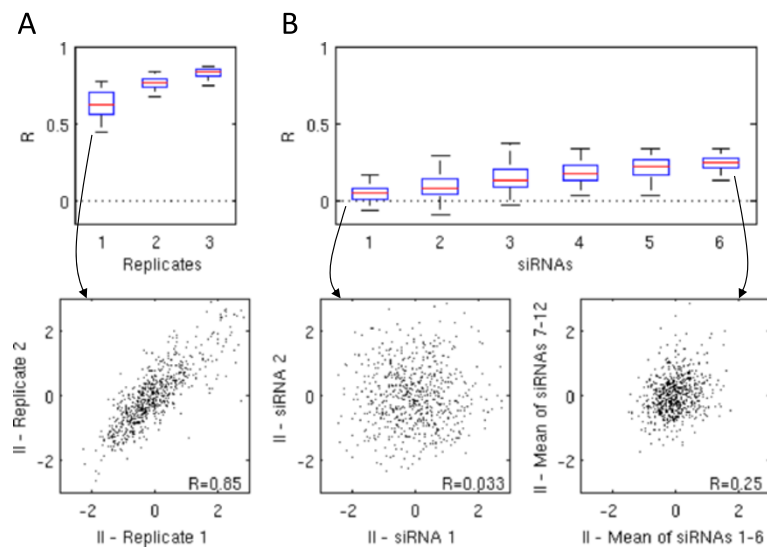 A
B
1
0.5
0
R
1 2 3
Replicates
1
0.5
0
R
1 2 3 4 5 6
siRNAs
2
0
-2
II - Replicate 2
R=0.85
-2 0 2
II - Replicate 1
2
0
-2
II - siRNA 2
R=0.033
-2 0 2
II - siRNA 1
2
0
-2
II - Mean of siRNAs 7-12
R=0.25
-2 0 2
II - Mean of siRNAs 1-6